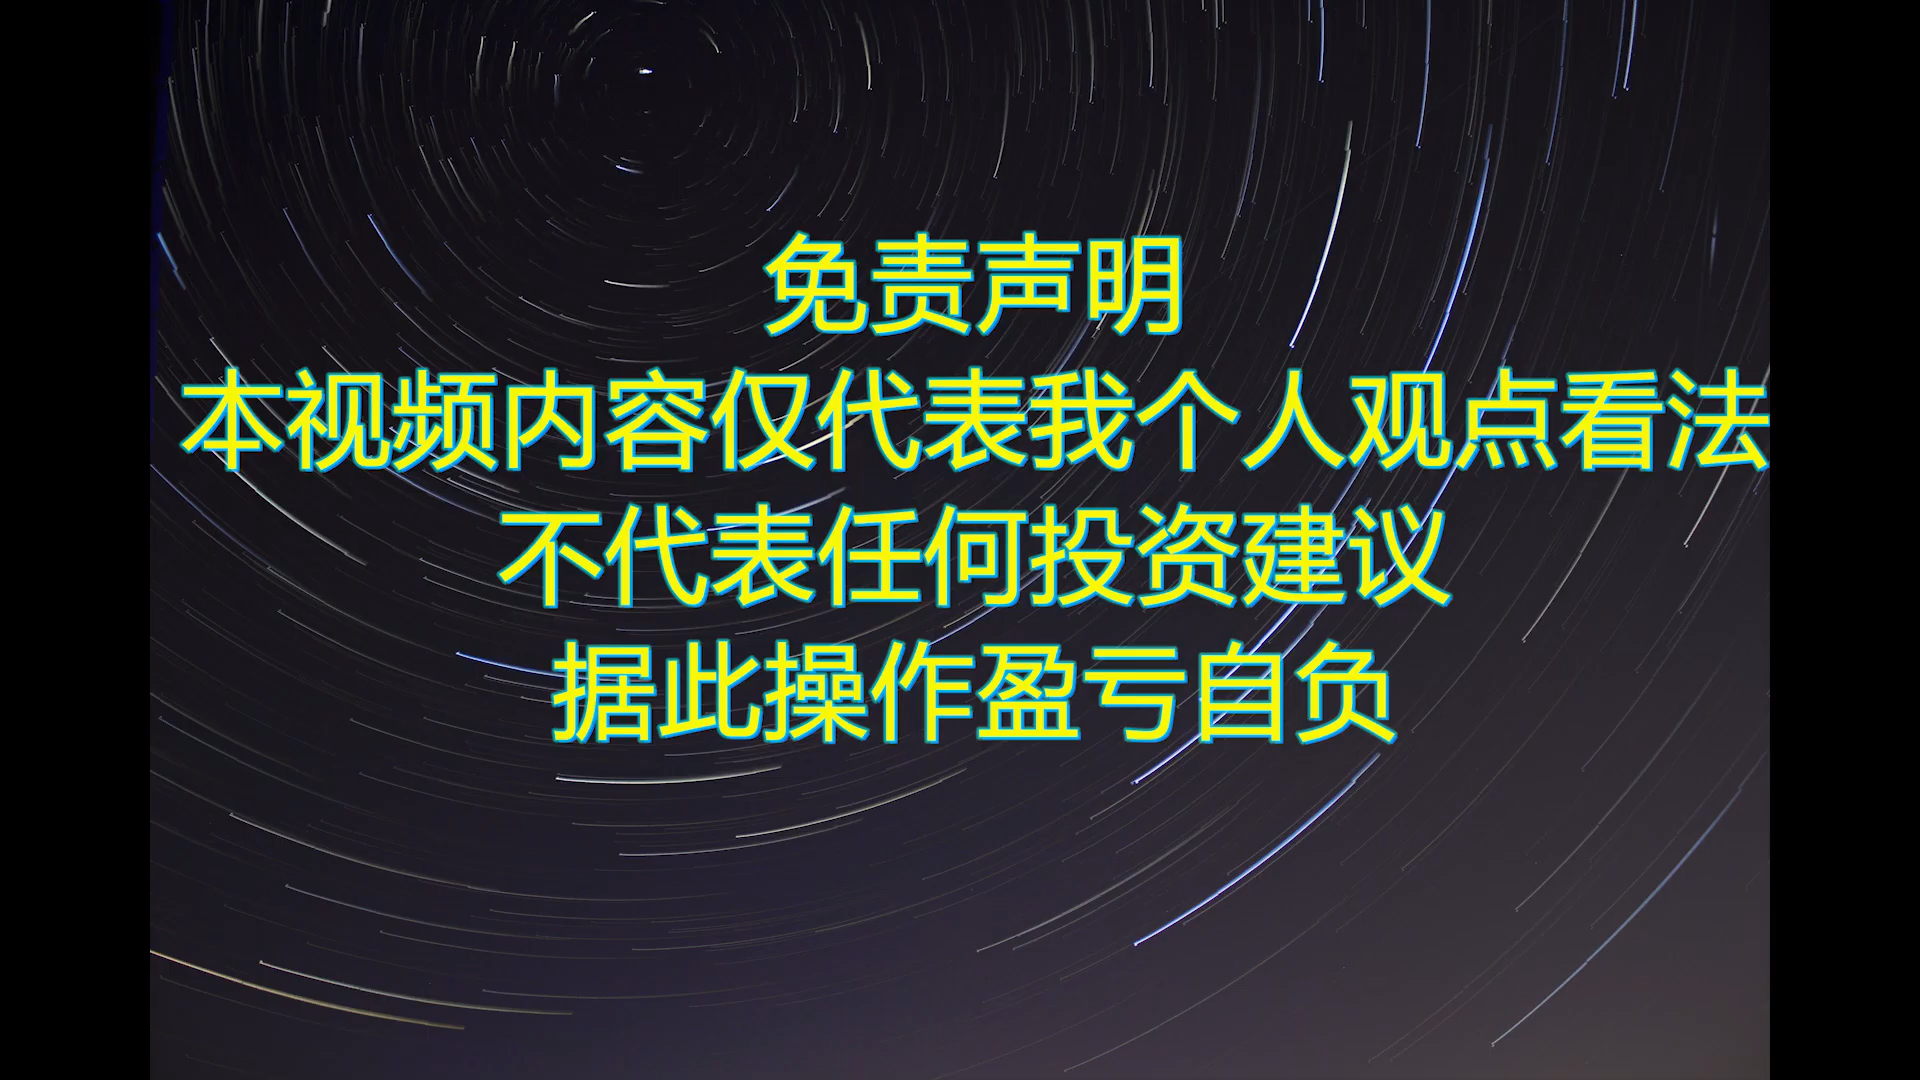 免责声明
本视频内容仅代表我个人观点看法
不代表任何投资建议
据此操作盈亏自负